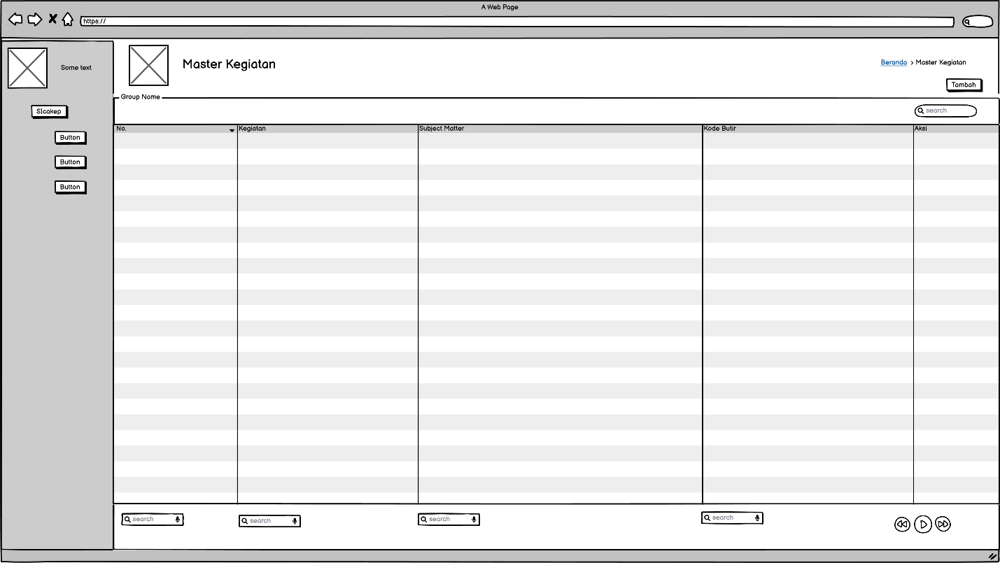 A Web Page
https://
Some text
Master Kegiatan
Beranda > Master Kegiatan
Tambah
Group Name
SIcakep
search
No. Kegiatan Subject Matter Kode Butir Aksi
Button
Button
Button
search search search search